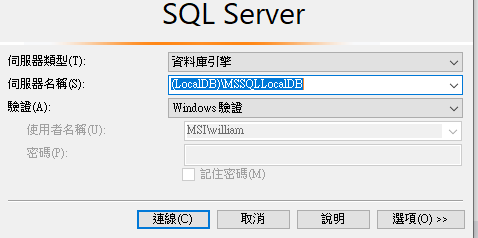 SQL Server
伺服器類型(T): 資料庫引擎
伺服器名稱(S): (LocalDB)\MSSQLLocalDB
驗證(A): Windows 驗證
使用者名稱(U): MSI\william
密碼(P):
記住密碼(M)
連線(C) 取消 說明 選項(O) >>